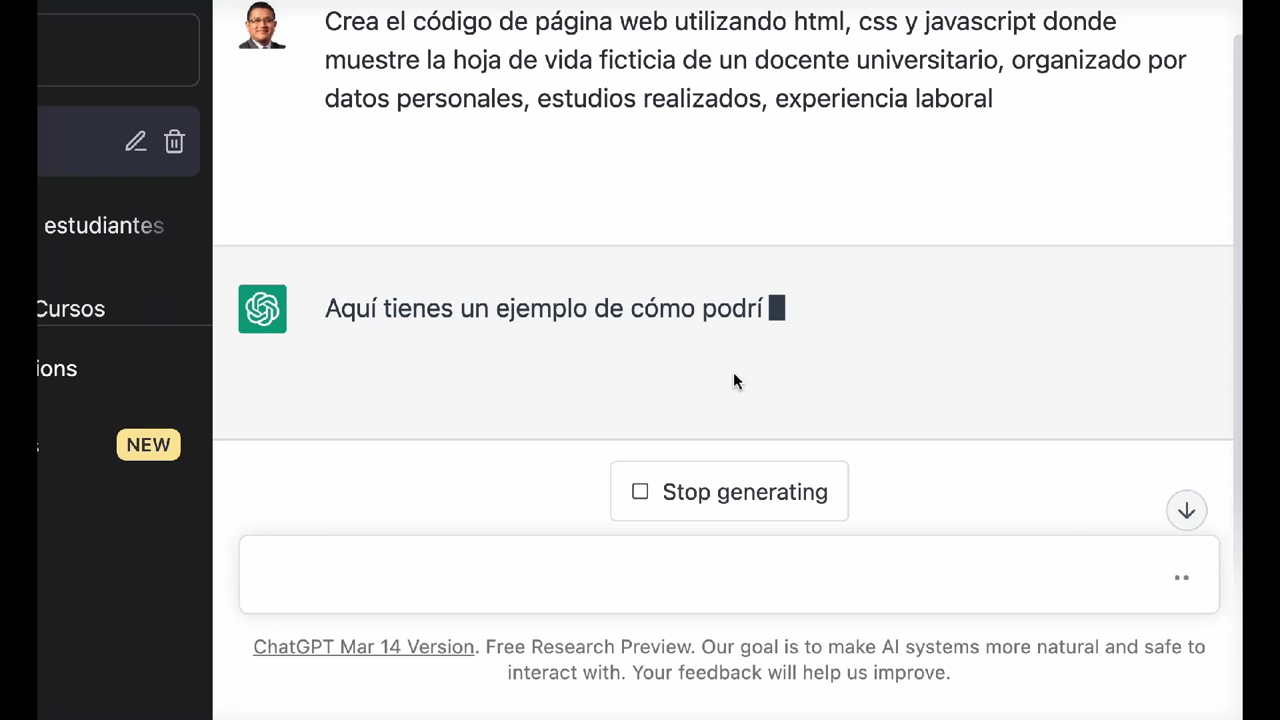 Crea el código de página web utilizando html, css y javascript donde
muestre la hoja de vida ficticia de un docente universitario, organizado por
datos personales, estudios realizados, experiencia laboral
estudiantes
Cursos
ions
NEW
Aquí tienes un ejemplo de cómo podrí
Stop generating
ChatGPT Mar 14 Version. Free Research Preview. Our goal is to make AI systems more natural and safe to
interact with. Your feedback will help us improve.